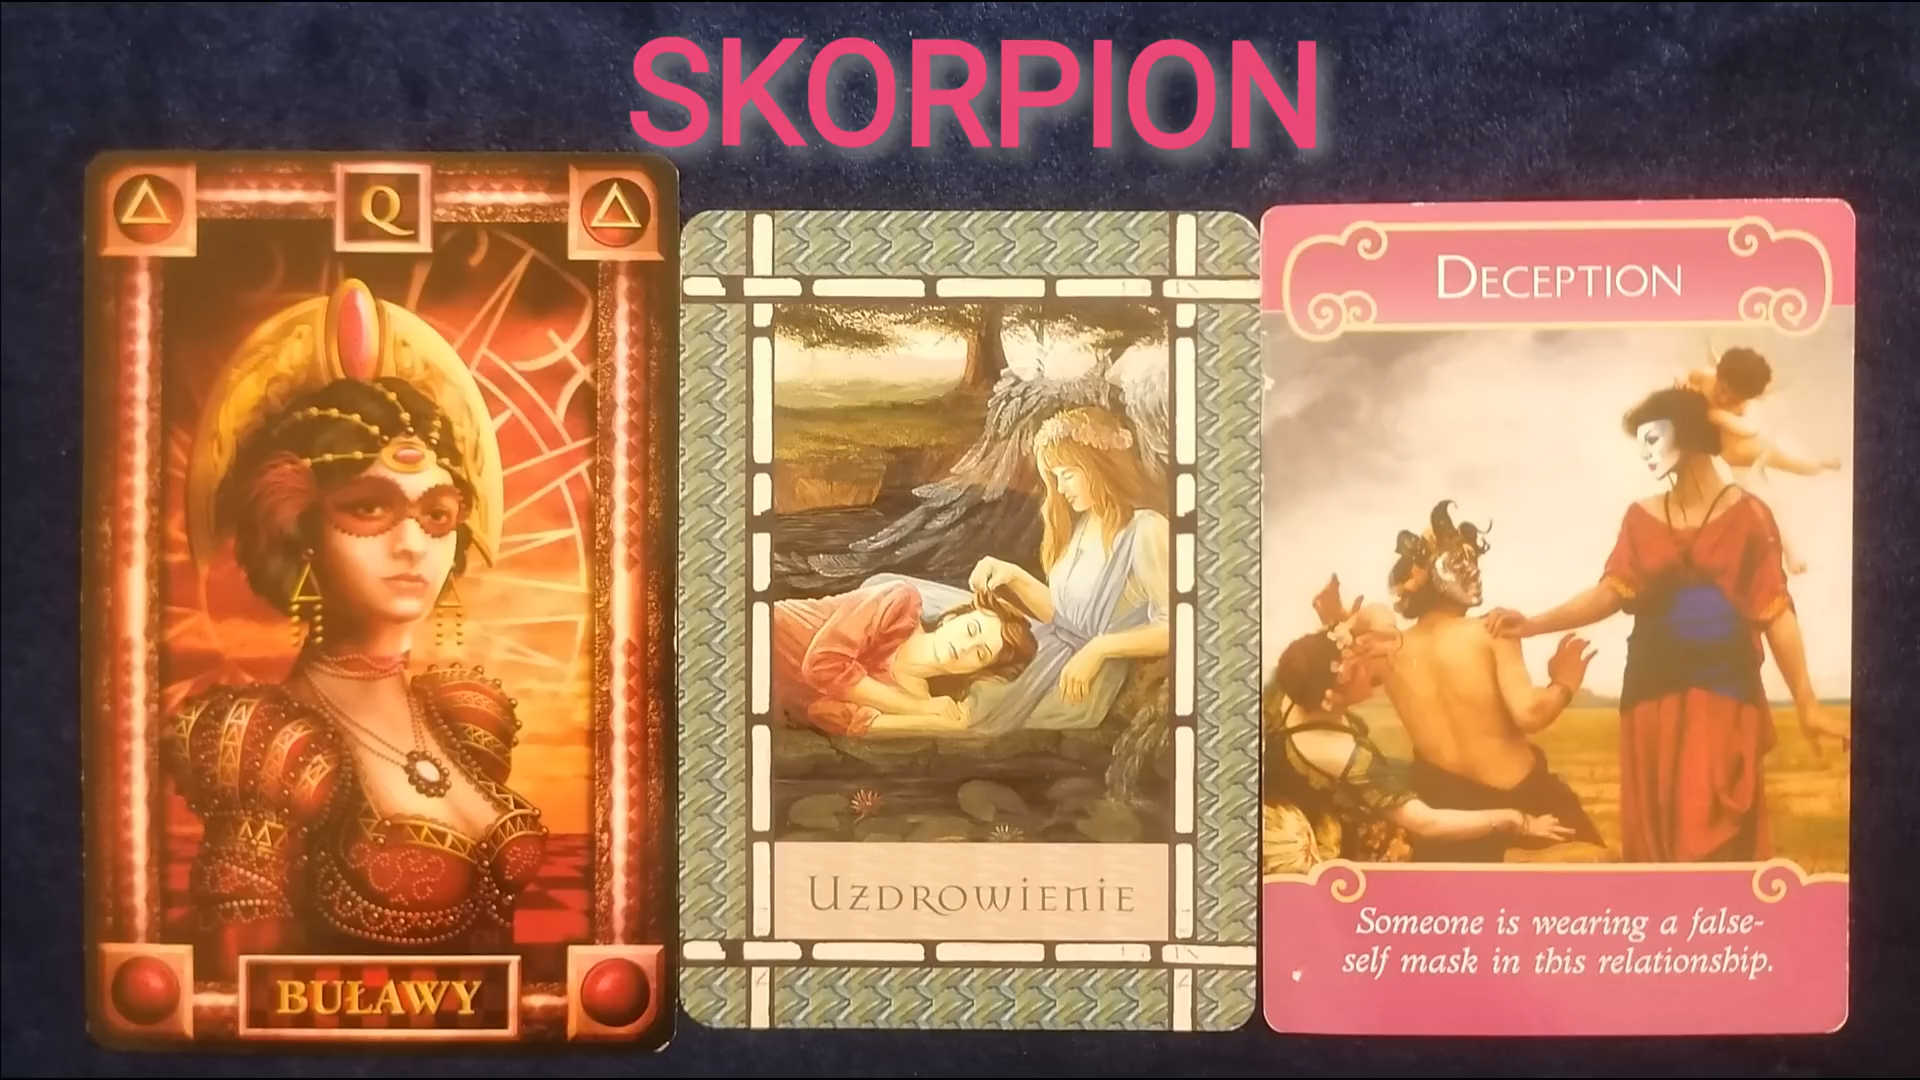 SKORPION
Q
BUŁAWY
UZDROWIENIE
DECEPTION
Someone is wearing a false-
self mask in this relationship.